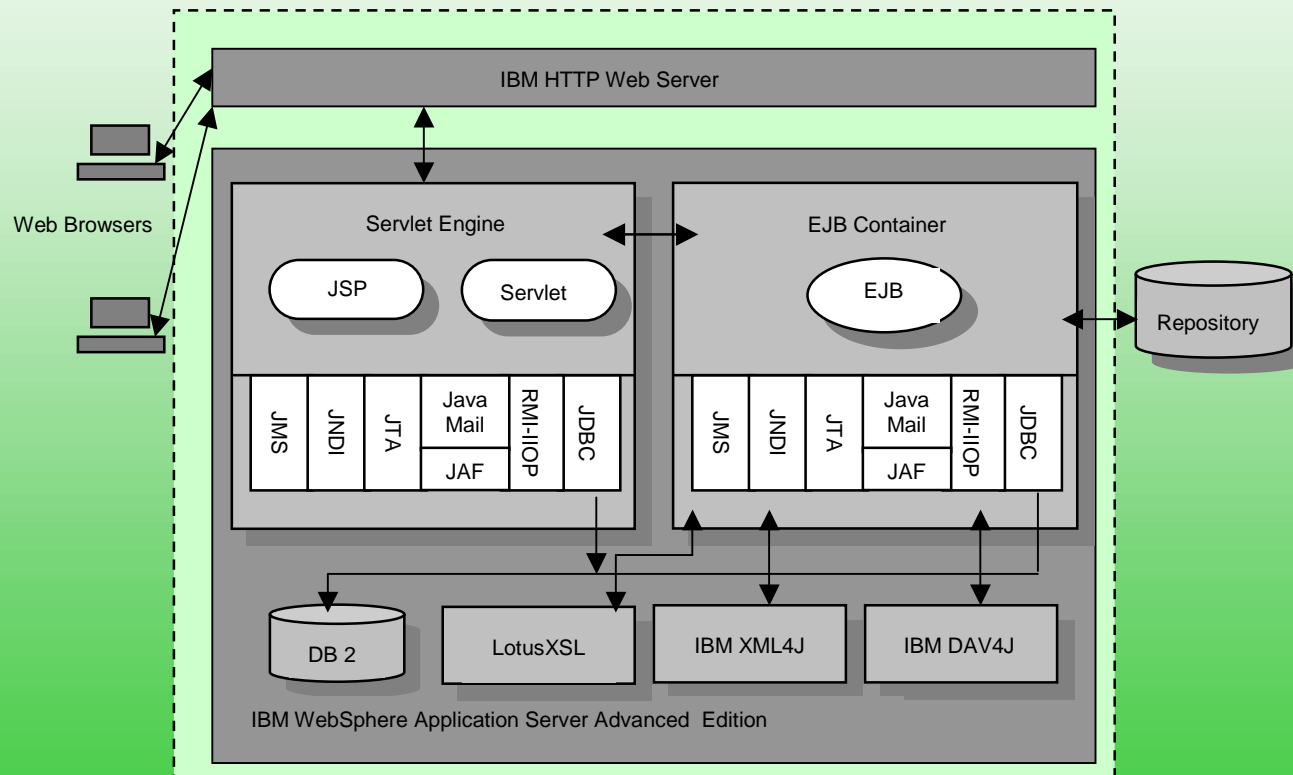 IBM HTTP Web Server
Web Browsers
Servlet Engine
JSP
Servlet
JMS
JNDI
JTA
Java
Mail
JAF
RMI-IIOP
JDBC
EJB Container
EJB
JMS
JNDI
JTA
Java
Mail
JAF
RMI-IIOP
JDBC
Repository
DB 2
LotusXSL
IBM XML4J
IBM DAV4J
IBM WebSphere Application Server Advanced  Edition